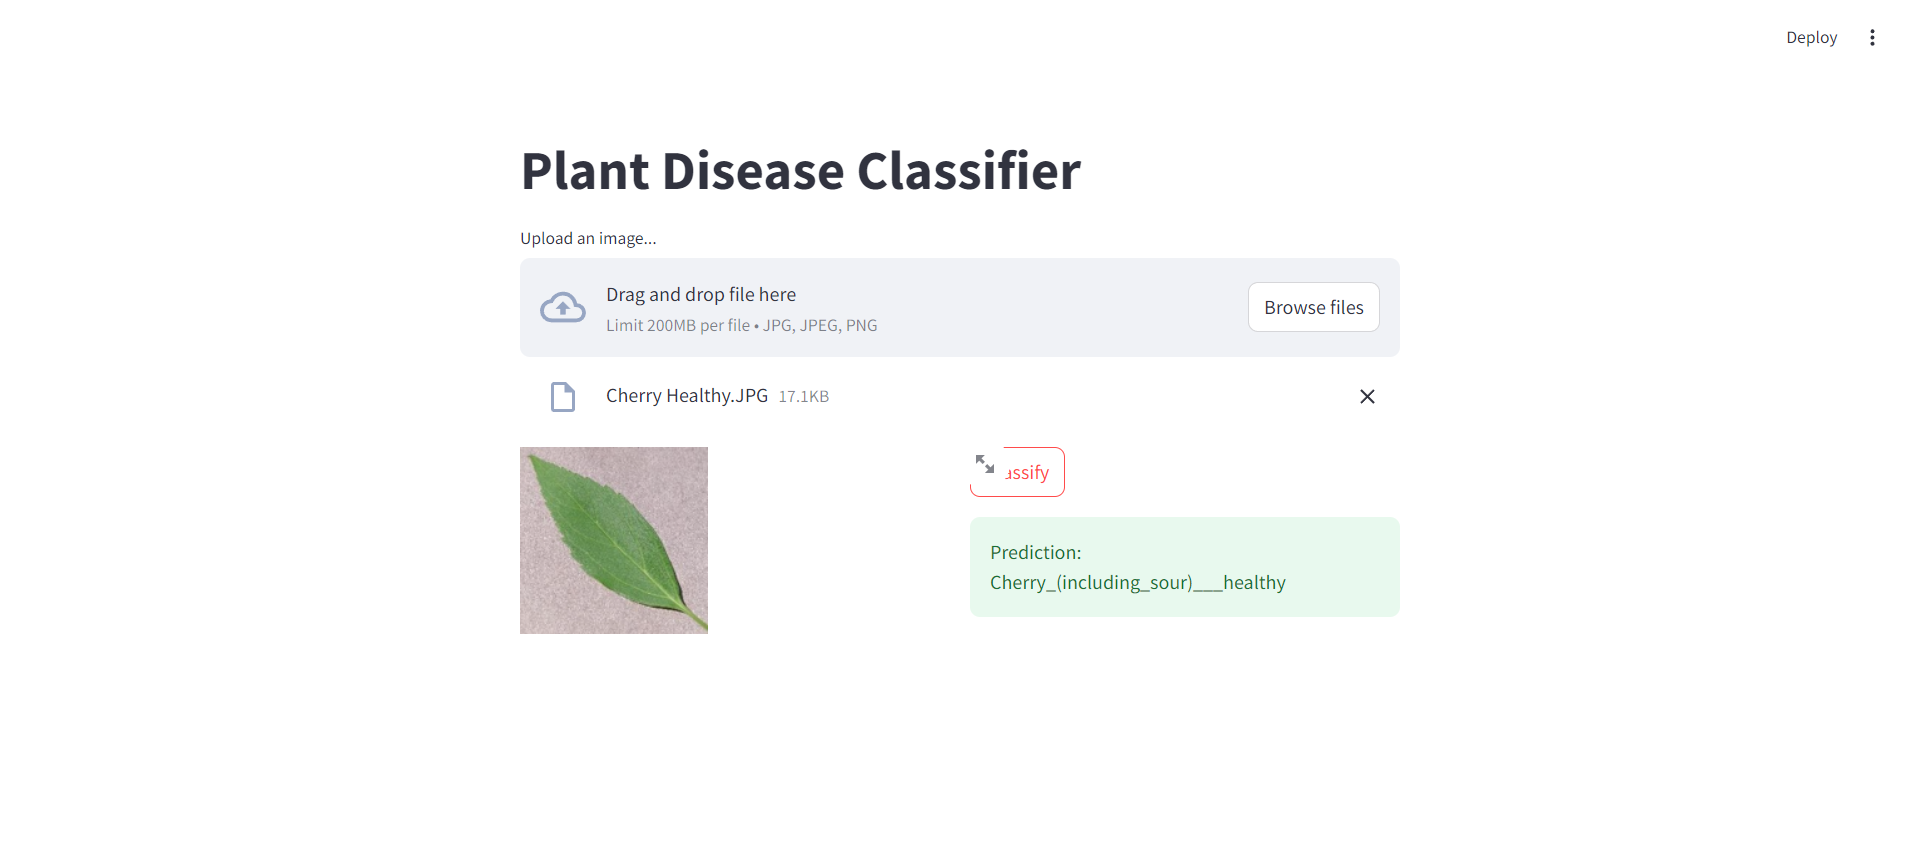 Deploy
Plant Disease Classifier
Upload an image...
Drag and drop file here
Limit 200MB per file • JPG, JPEG, PNG
Browse files
Cherry Healthy.JPG 17.1KB
assify
Prediction:
Cherry_(including_sour)___healthy